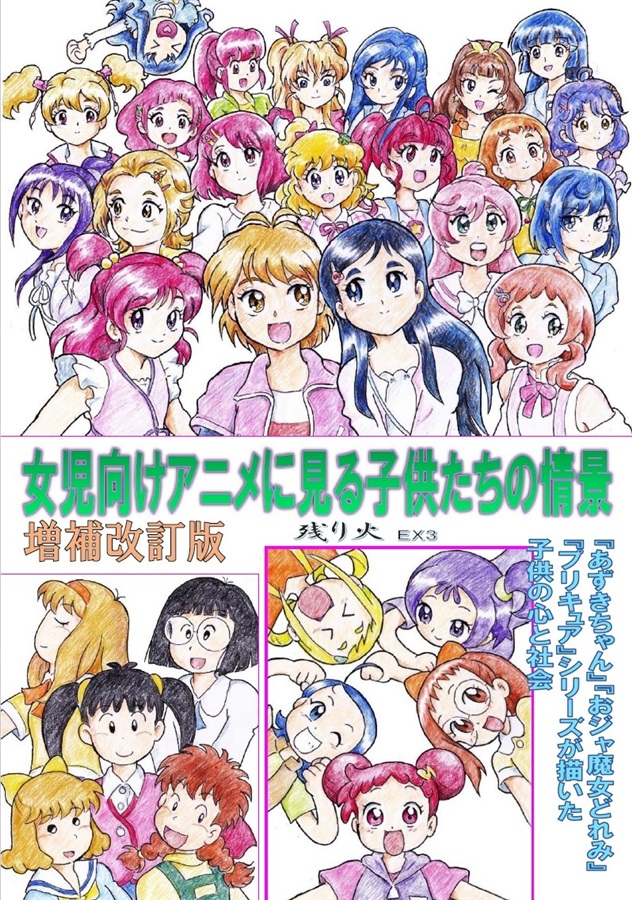 女児向けアニメに見る子供たちの情景
増補改訂版
残り火 EX3
『あずきちゃん』『おジャ魔女どれみ』
『プリキュア』シリーズが描いた
子供の心と社会